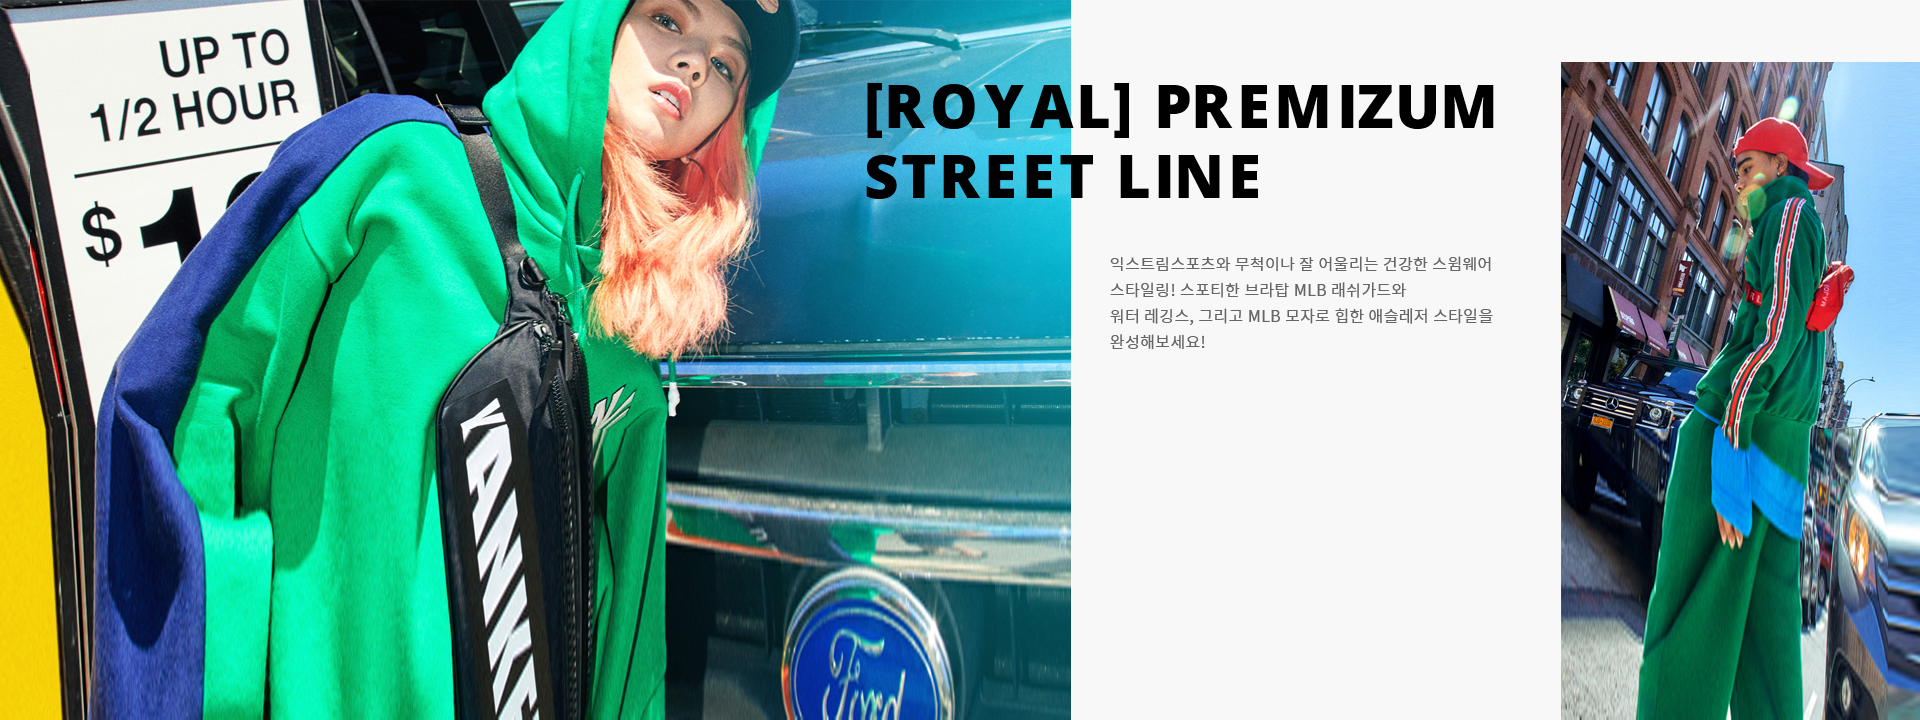 UP TO
1/2 HOUR
$1
[ROYAL] PREMIZUM
STREET LINE
익스트림스포츠와 무척이나 잘 어울리는 건강한 스윔웨어
스타일링! 스포티한 브라탑 MLB 래쉬가드와
워터 레깅스, 그리고 MLB 모자로 힙한 애슬레저 스타일을
완성해보세요!
YANKE
Ford